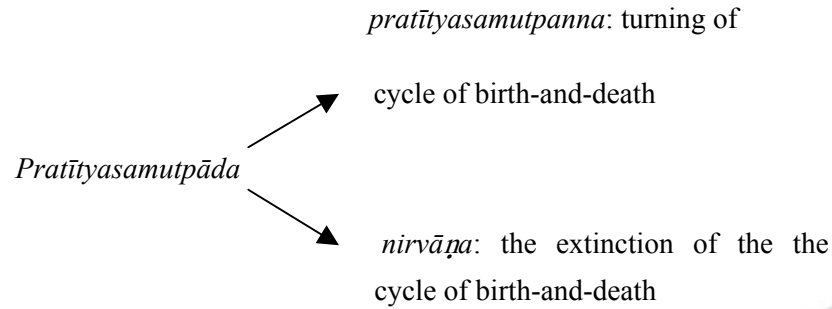 pratītyasamutpanna: turning of
cycle of birth-and-death
Pratītyasamutpāda
nirvāṇa: the extinction of the the
cycle of birth-and-death